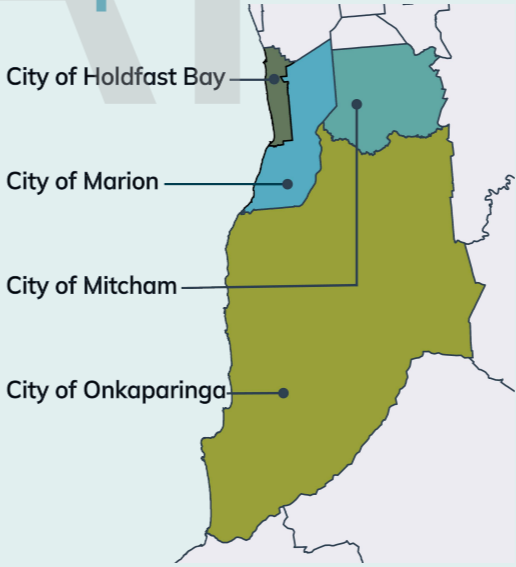 City of Holdfast Bay
City of Marion
City of Mitcham
City of Onkaparinga